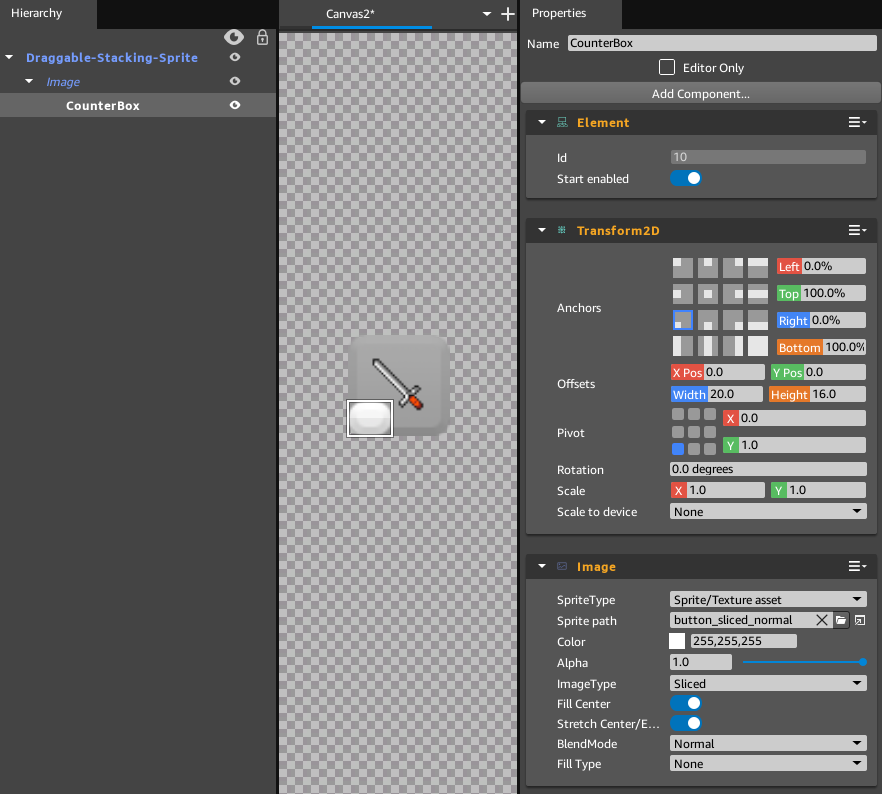 Hierarchy
Draggable-Stacking-Sprite
Image
CounterBox
Canvas2*
Properties
Name CounterBox
Editor Only
Add Component...
Element
Id 10
Start enabled
Transform2D
Anchors
Left 0.0%
Top 100.0%
Right 0.0%
Bottom 100.0%
Offsets
X Pos 0.0 Y Pos 0.0
Width 20.0 Height 16.0
Pivot
X 0.0
Y 1.0
Rotation 0.0 degrees
Scale X 1.0 Y 1.0
Scale to device None
Image
SpriteType Sprite/Texture asset
Sprite path button_sliced_normal
Color 255,255,255
Alpha 1.0
ImageType Sliced
Fill Center
Stretch Center/E...
BlendMode Normal
Fill Type None